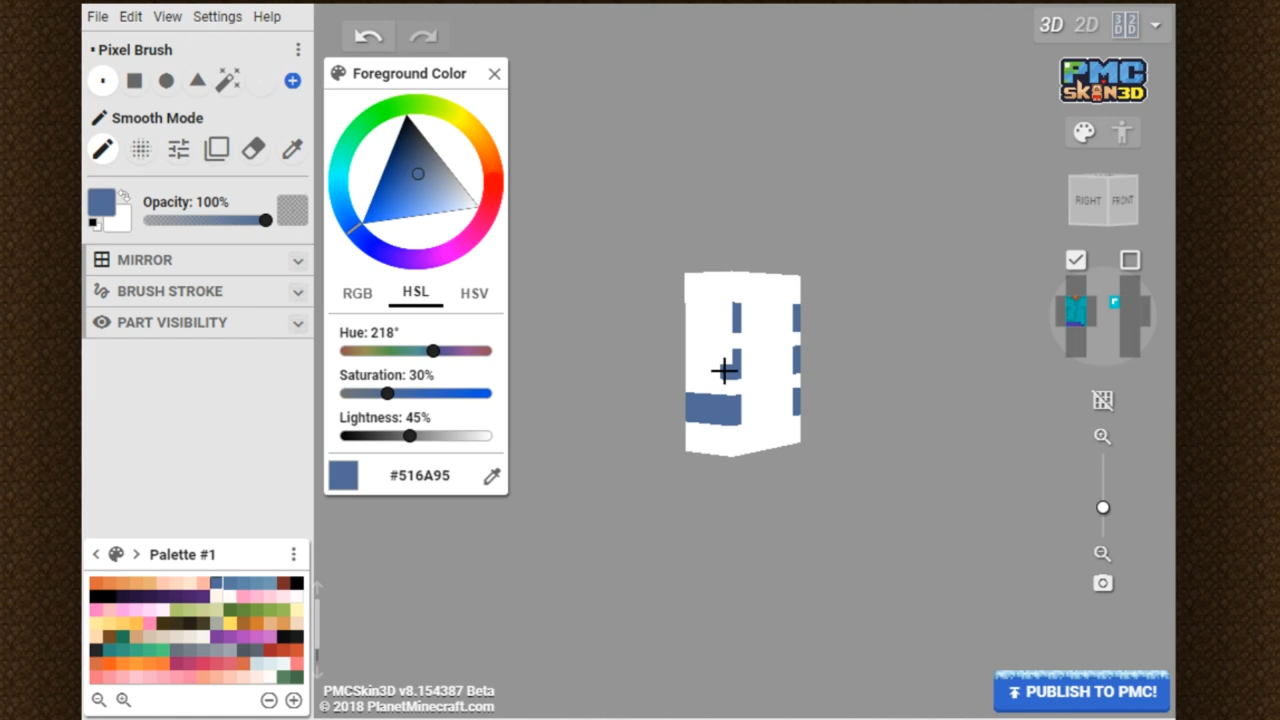 File Edit View Settings Help
3D 2D 3D 2D
Pixel Brush
Foreground Color
PMC
SKIN3D
Smooth Mode
Opacity: 100%
RIGHT FRONT
MIRROR
BRUSH STROKE
RGB HSL HSV
PART VISIBILITY
Hue: 218°
Saturation: 30%
Lightness: 45%
#516A95
Palette #1
PMCSkin3D v8.154387 Beta
© 2018 PlanetMinecraft.com
PUBLISH TO PMC!